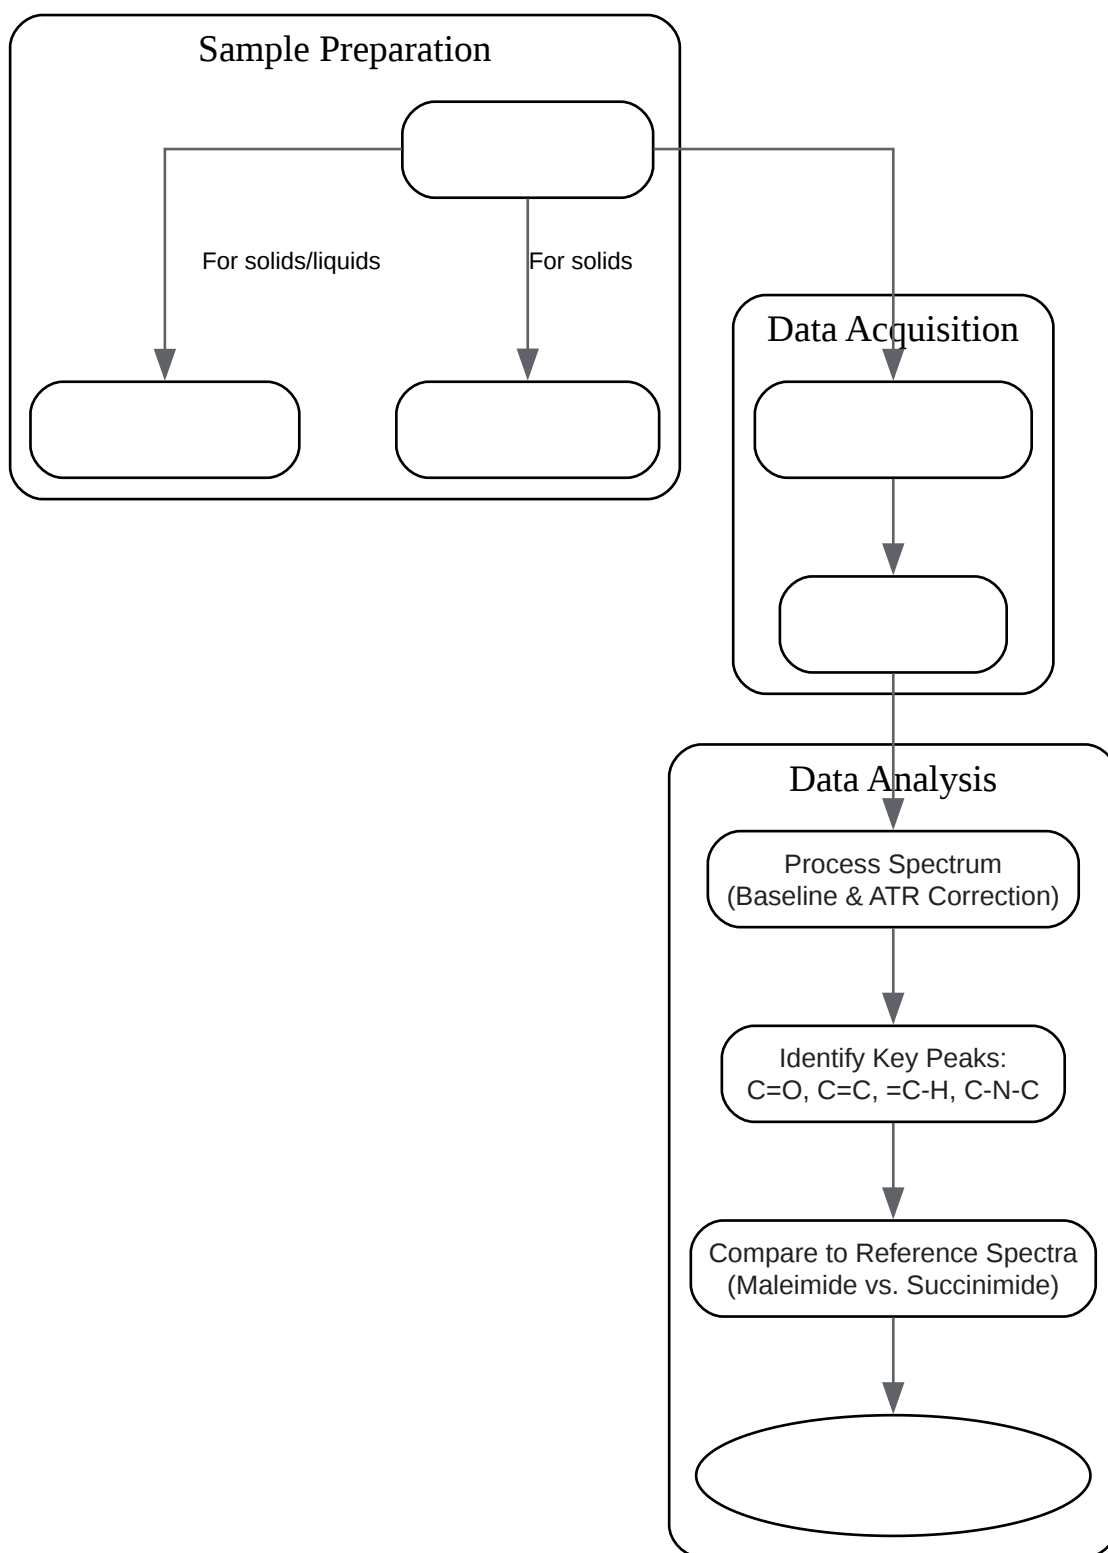 Sample Preparation
For solids/liquids
For solids
Data Acquisition
Data Analysis
Process Spectrum
(Baseline & ATR Correction)
Identify Key Peaks:
C=O, C=C, =C-H, C-N-C
Compare to Reference Spectra
(Maleimide vs. Succinimide)